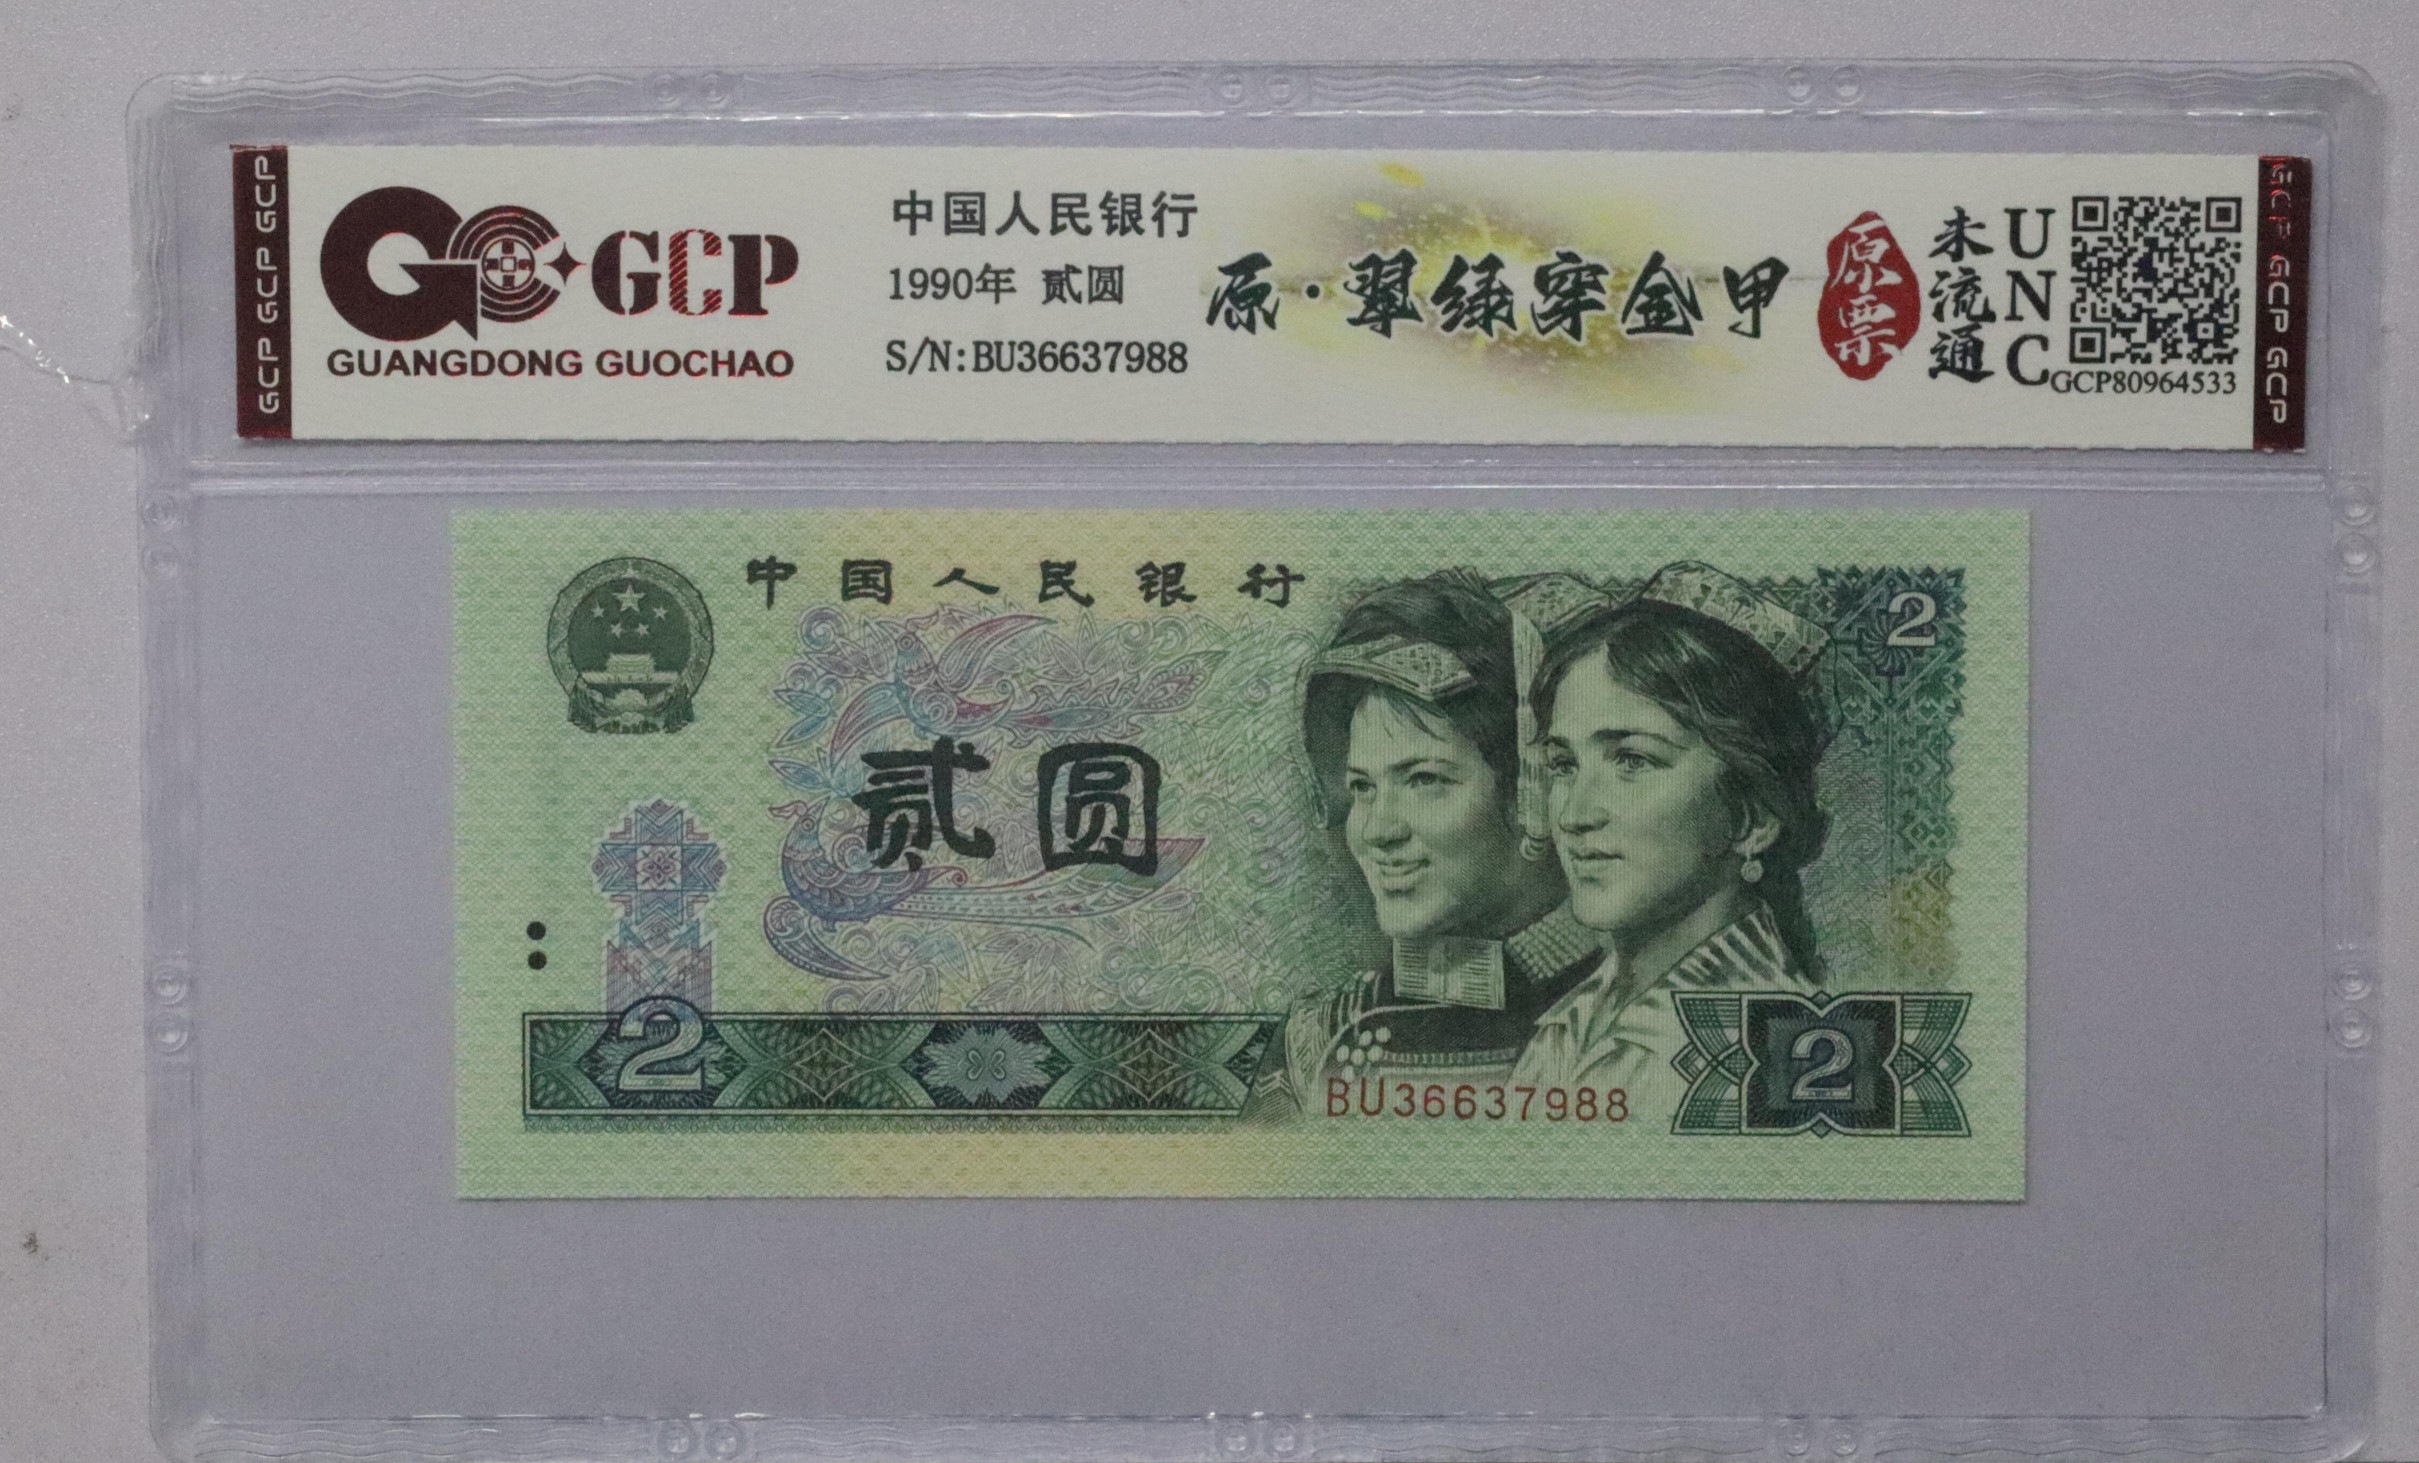 GCP GCP GCP
GCP
GUANGDONG GUOCHAO
中国人民银行
1990年 贰圆
S/N:BU36637988
原·翠绿穿金甲
原票
未流通
UNC
GCP80964533
GCP GCP GCP
中国人民银行
2
贰圆
2
BU36637988
2